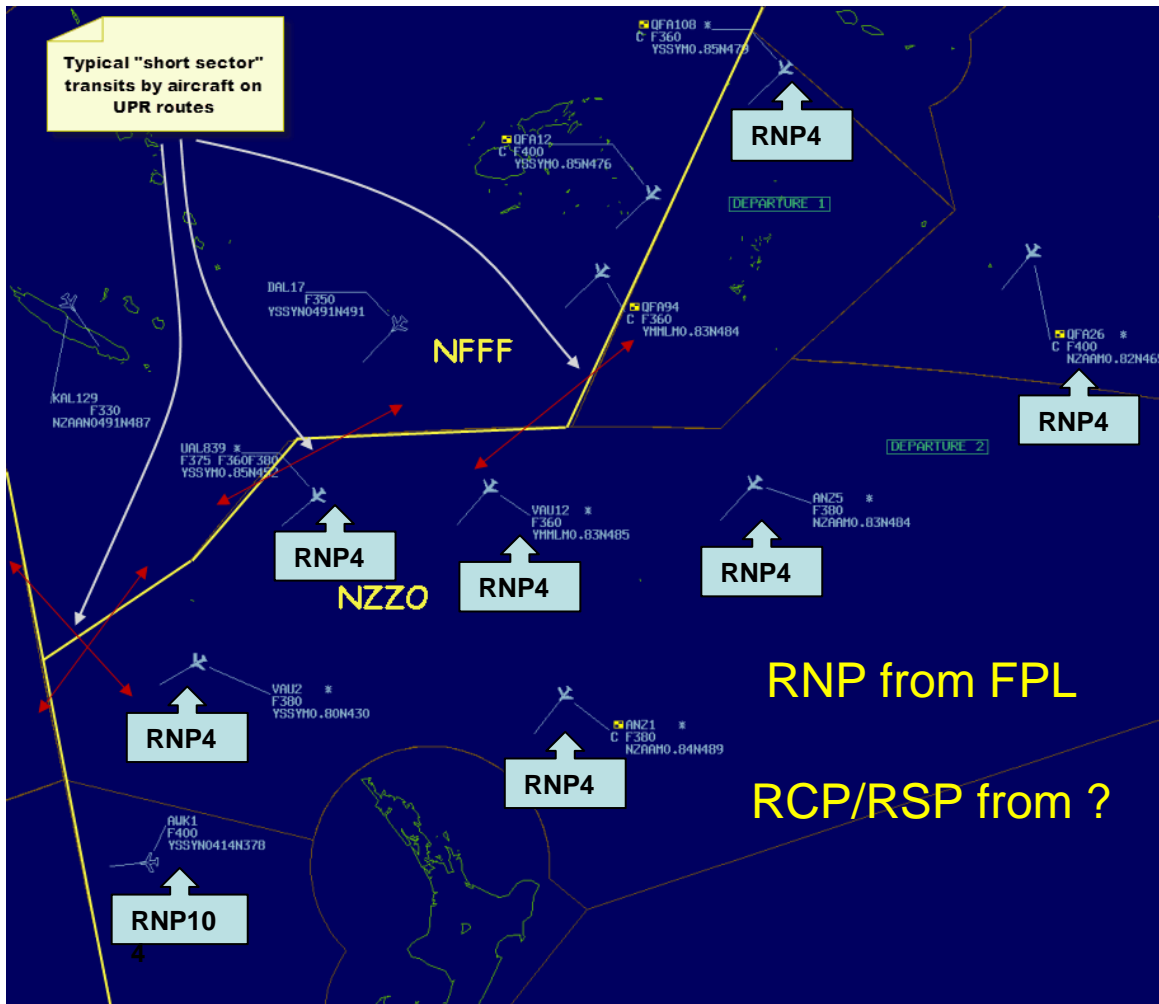 Typical "short sector"
transits by aircraft on
UPR routes
QFA108 *
C F360
YSSYM0.85N479
RNP4
QFA12
C F400
YSSYM0.85N476
DEPARTURE 1
DAL17
F350
YSSYN0491N491
NFFF
QFA94
C F360
YMMLM0.83N484
QFA26 *
C F400
NZAAM0.82N465
RNP4
KAL129
F330
NZAAN0491N487
UAL839 *
F375 F360F380
YSSYM0.85N452
RNP4
NZZO
VAU12 *
F360
YMMLM0.83N485
RNP4
ANZ5 *
F380
NZAAM0.83N484
RNP4
DEPARTURE 2
RNP from FPL
VAU2 *
F380
YSSYM0.80N430
RNP4
ANZ1 *
C F380
NZAAM0.84N489
RNP4
RCP/RSP from ?
AWK1
F400
YSSYN0414N378
RNP10
4